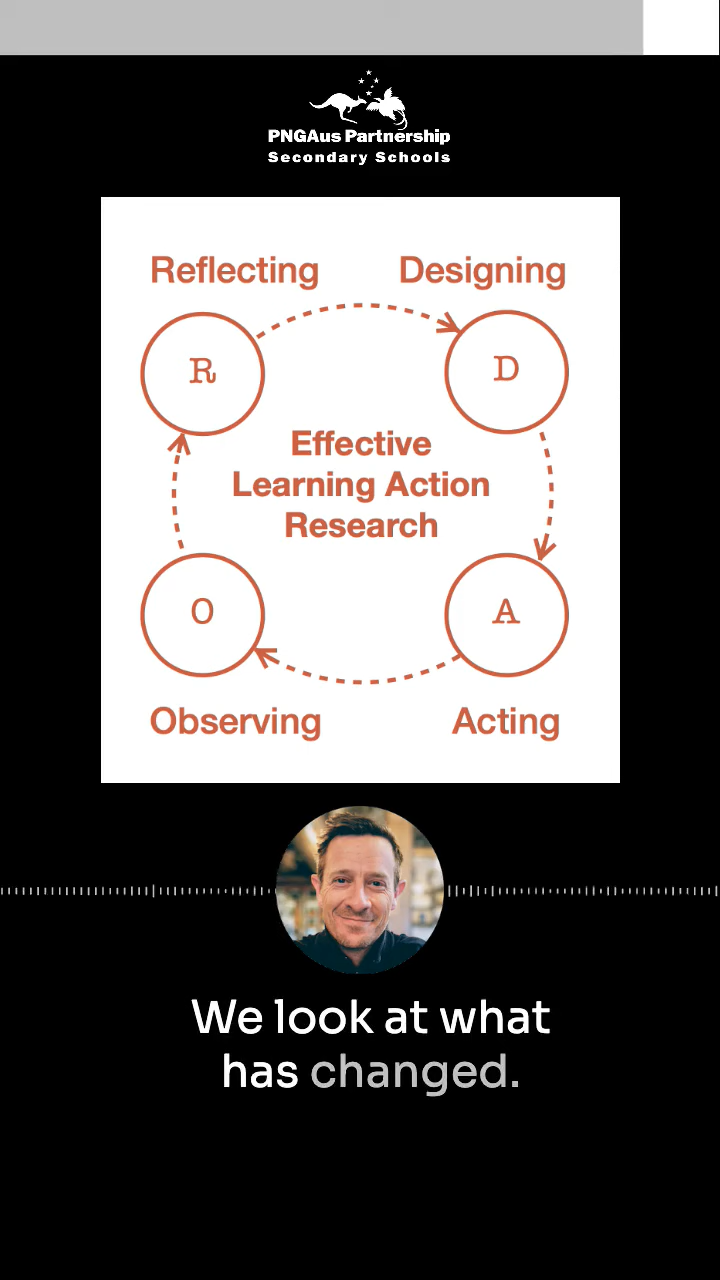 PNGAus Partnership
Secondary Schools
Reflecting
Designing
R
D
Effective
Learning Action
Research
O
A
Observing
Acting
We look at what
has changed.